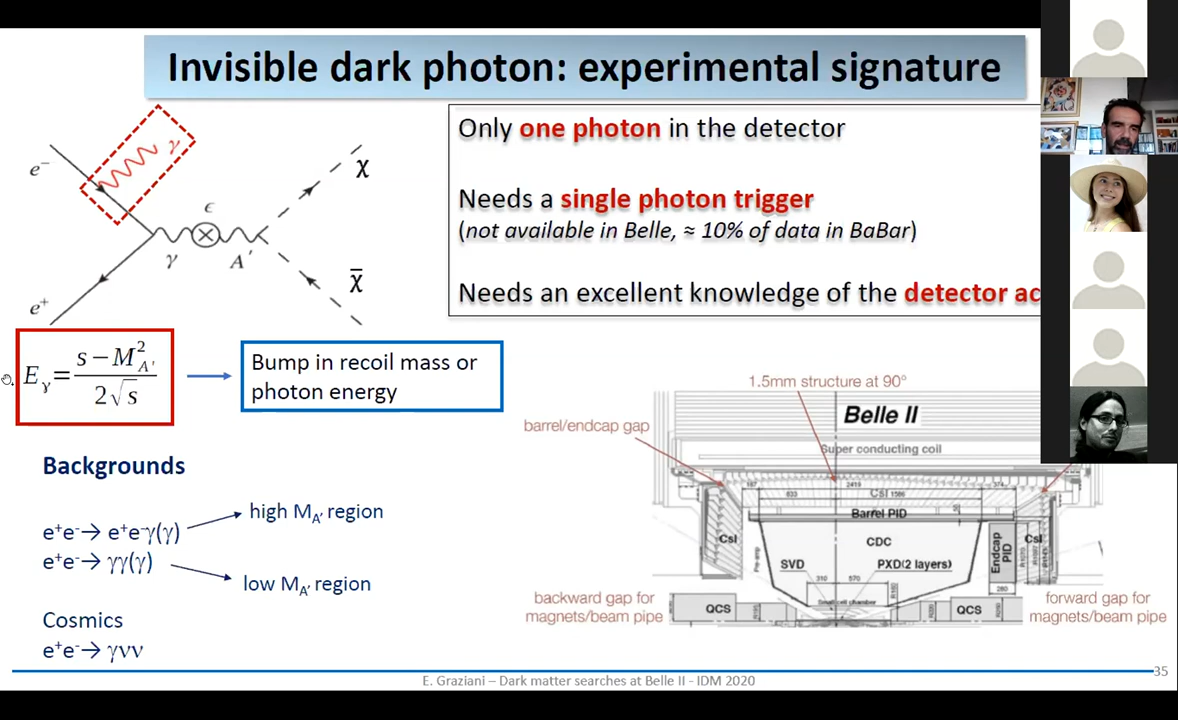 Invisible dark photon: experimental signature
e⁻
γ
ϵ
χ
γ
A'
χ̄
e⁺
Only one photon in the detector
Needs a single photon trigger
(not available in Belle, ≈ 10% of data in BaBar)
Needs an excellent knowledge of the detector ac
E_γ = (s − M²_A') / (2√s)
Bump in recoil mass or
photon energy
Backgrounds
e⁺e⁻→ e⁺e⁻γ(γ)
high M_A' region
e⁺e⁻→ γγ(γ)
low M_A' region
Cosmics
e⁺e⁻→ γνν
1.5mm structure at 90°
Belle II
barrel/endcap gap
Super conducting coil
CsI
Barrel PID
CsI
CDC
Endcap
PID
CsI
SVD
PXD(2 layers)
310
570
backward gap for
magnets/beam pipe
QCS
QCS
280
forward gap for
magnets/beam pipe
E. Graziani – Dark matter searches at Belle II - IDM 2020
35